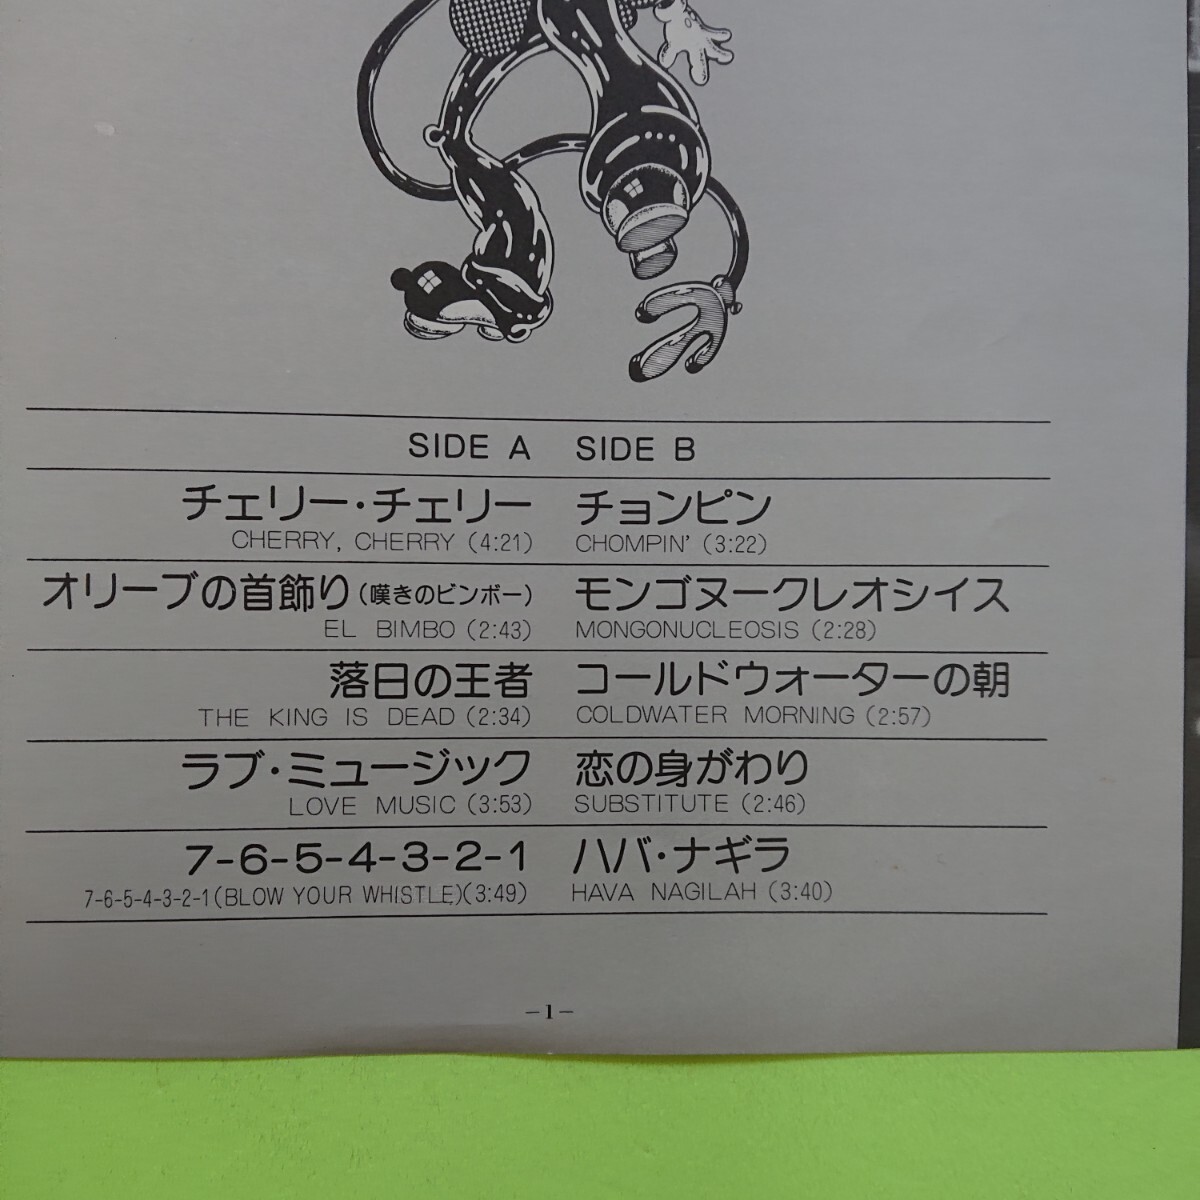 SIDE A
チェリー・チェリー
CHERRY, CHERRY (4:21)
オリーブの首飾り(嘆きのビンボー)
EL BIMBO (2:43)
落日の王者
THE KING IS DEAD (2:34)
ラブ・ミュージック
LOVE MUSIC (3:53)
7-6-5-4-3-2-1
7-6-5-4-3-2-1(BLOW YOUR WHISTLE)(3:49)
SIDE B
チョンピン
CHOMPIN' (3:22)
モンゴヌークレオシイス
MONGONUCLEOSIS (2:28)
コールドウォーターの朝
COLDWATER MORNING (2:57)
恋の身がわり
SUBSTITUTE (2:46)
ハバ・ナギラ
HAVA NAGILAH (3:40)
-1-